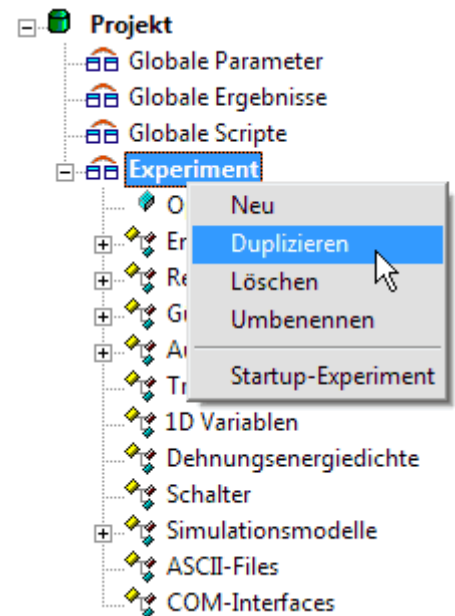 Projekt
Globale Parameter
Globale Ergebnisse
Globale Scripte
Experiment
Neu
Duplizieren
Löschen
Umbenennen
Startup-Experiment
1D Variablen
Dehnungsenergiedichte
Schalter
Simulationsmodelle
ASCII-Files
COM-Interfaces